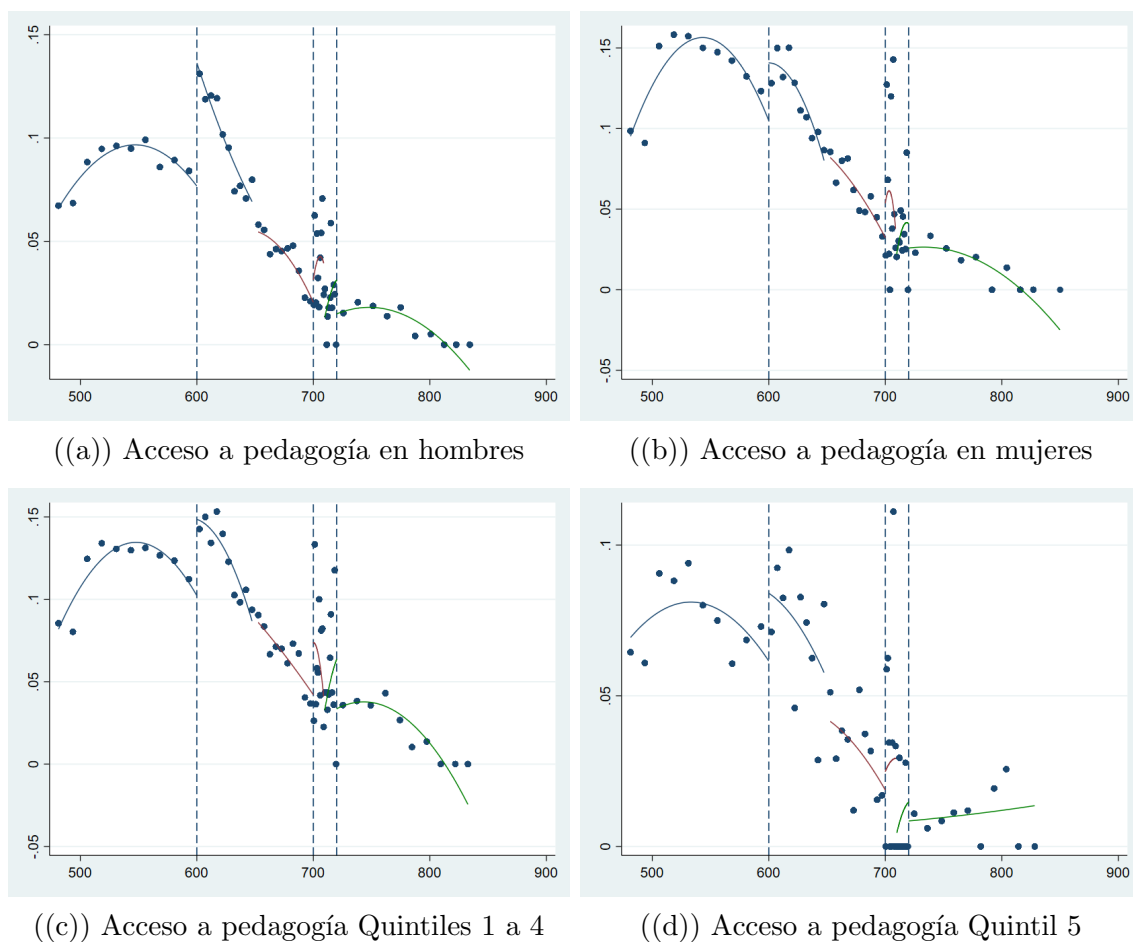 .15
.1
.05
0
500 600 700 800 900
((a)) Acceso a pedagogía en hombres
.15
.1
.05
0
-.05
500 600 700 800 900
((b)) Acceso a pedagogía en mujeres
.15
.1
.05
0
-.05
500 600 700 800 900
((c)) Acceso a pedagogía Quintiles 1 a 4
.1
.05
0
500 600 700 800 900
((d)) Acceso a pedagogía Quintil 5